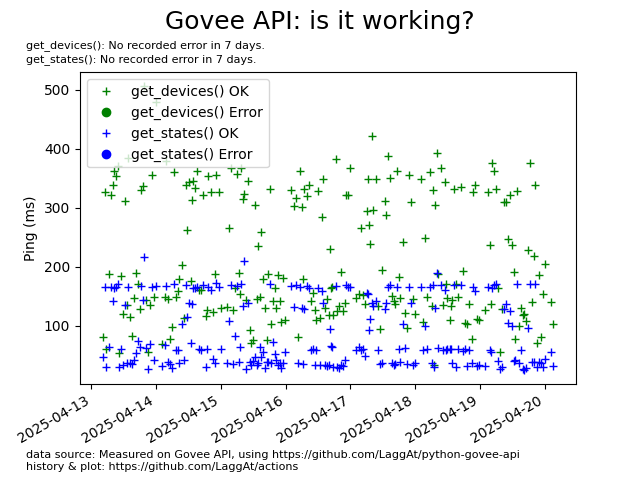 Govee API: is it working?
get_devices(): No recorded error in 7 days.
get_states(): No recorded error in 7 days.
get_devices() OK
get_devices() Error
get_states() OK
get_states() Error
Ping (ms)
500
400
300
200
100
2025-04-13
2025-04-14
2025-04-15
2025-04-16
2025-04-17
2025-04-18
2025-04-19
2025-04-20
data source: Measured on Govee API, using https://github.com/LaggAt/python-govee-api
history & plot: https://github.com/LaggAt/actions